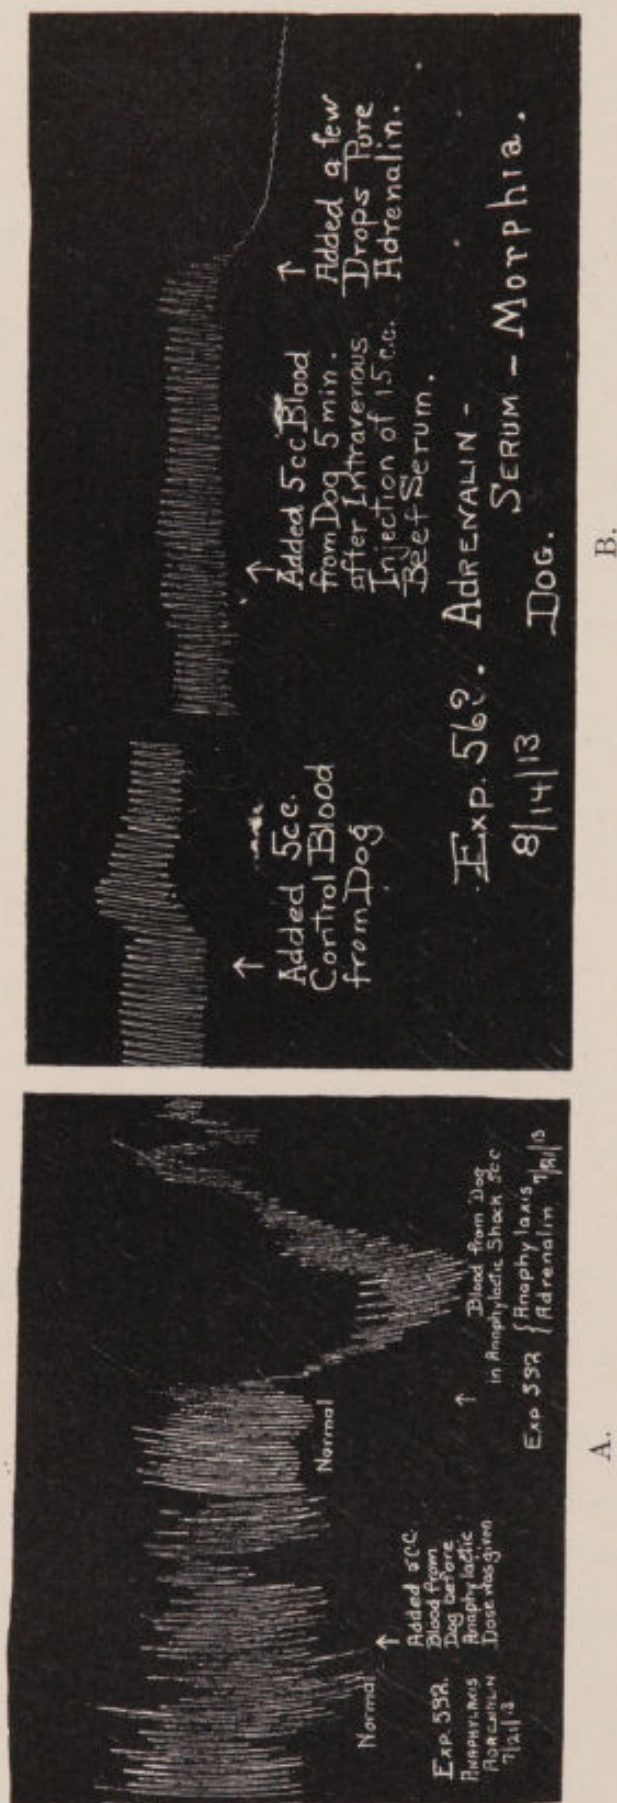 Normal
Exp. 592.
Anaphylaxis
Adrenalin
7/21/13
↑
Added 5CC.
Blood from
Dog before
Anaphylactic
Dose was given
Normal
↑
Blood from Dog
in Anaphylactic Shock 5cc
Exp 592 { Anaphylaxis
Adrenalin 7/21/13
A.
↑
Added 5cc.
Control Blood
from Dog
↑
Added 5cc Blood
from Dog 5 min.
after Intravenous
Injection of 15 c.c.
Beef Serum.
↑
Added a few
Drops Pure
Adrenalin.
Exp. Adrenalin -
8/14/13 Serum - Morphia.
Dog.
B.